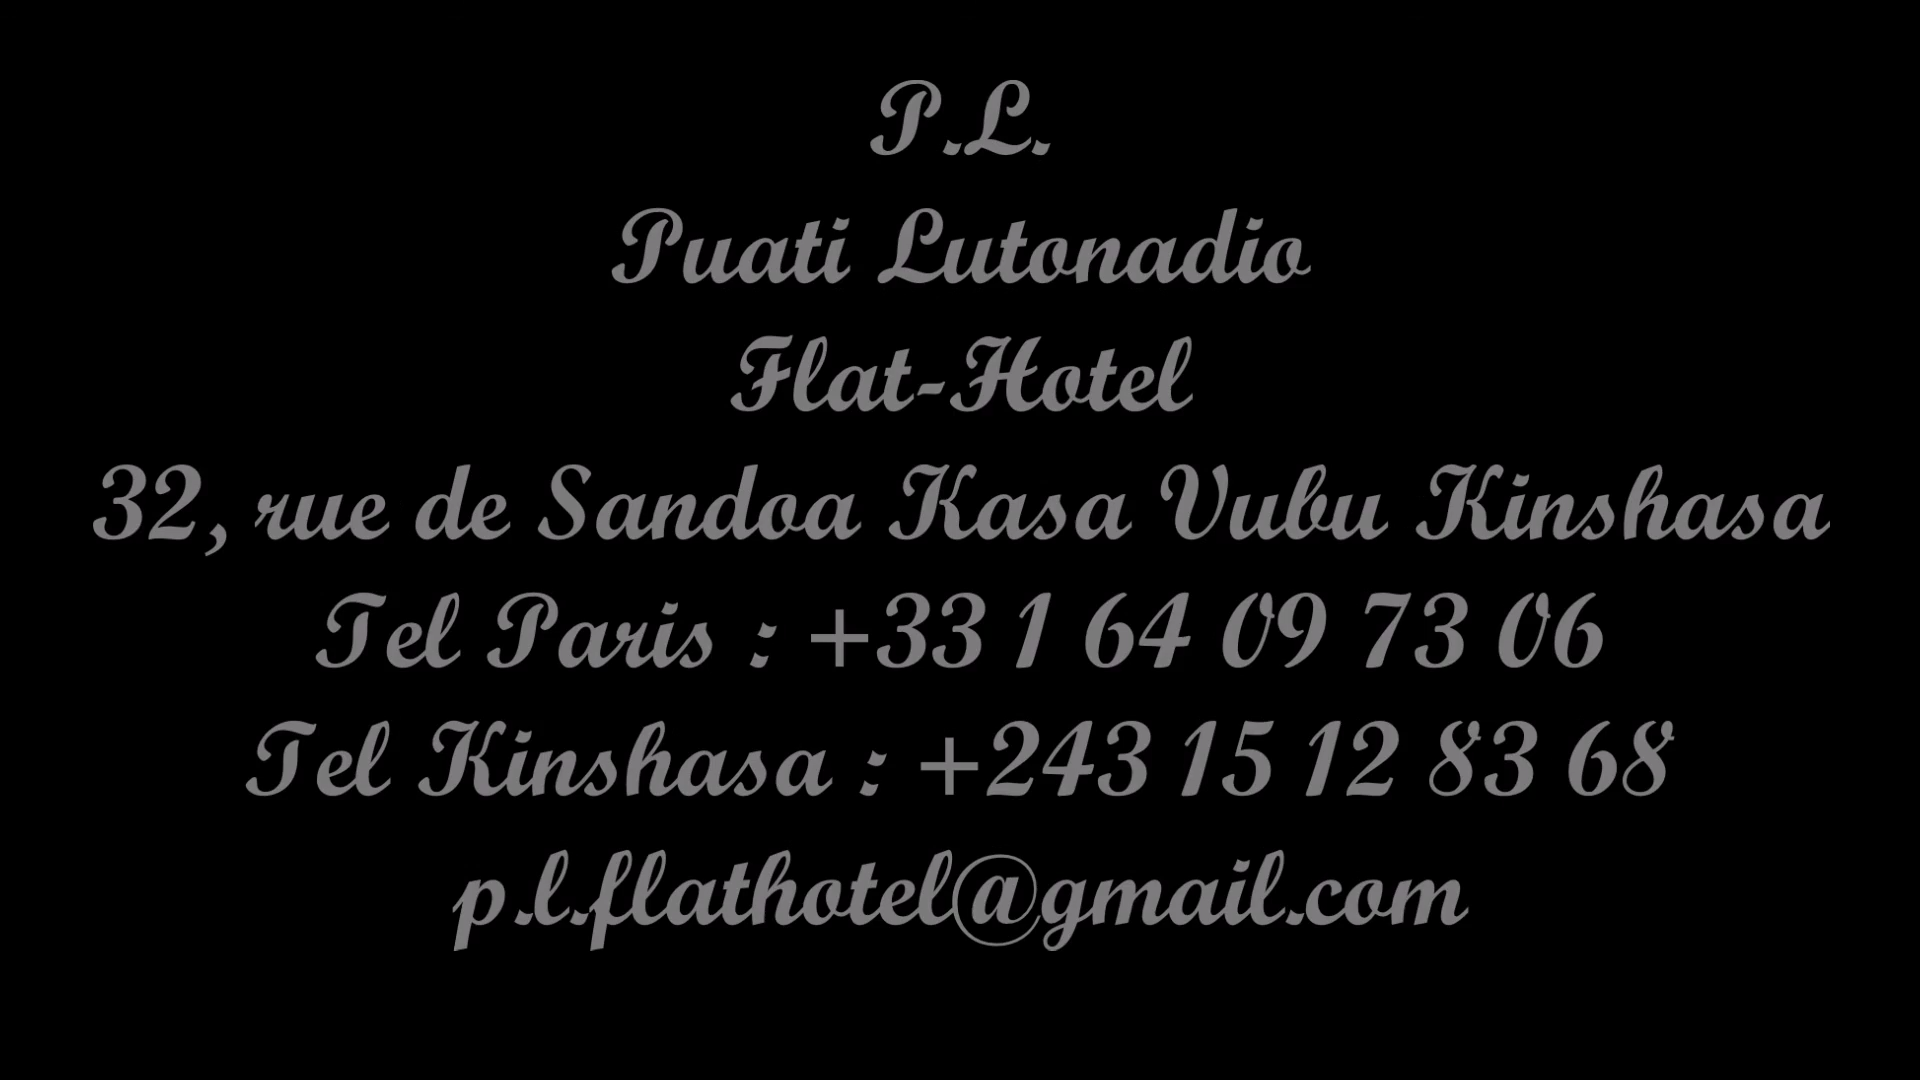 P.L.
Puati Lutonadio
Flat-Hotel
32, rue de Sandoa Kasa Vubu Kinshasa
Tel Paris : +33 1 64 09 73 06
Tel Kinshasa : +243 15 12 83 68
p.l.flathotel@gmail.com